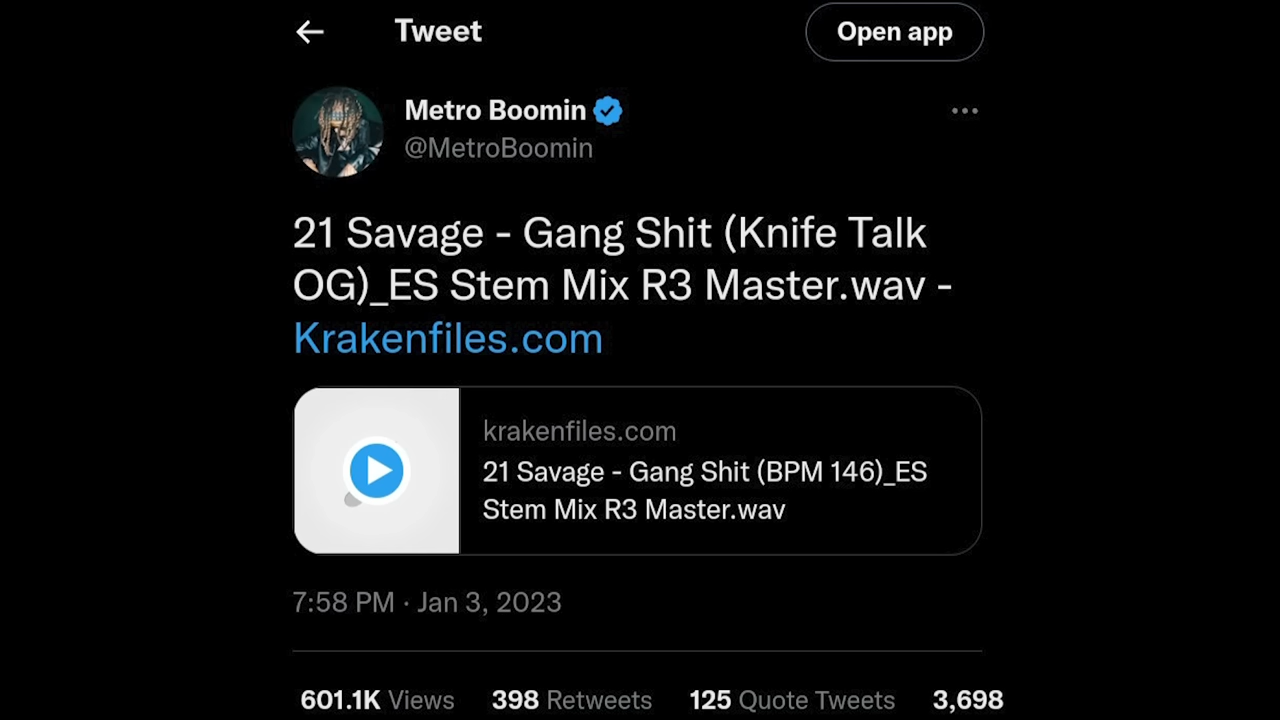 Tweet
Open app
Metro Boomin
@MetroBoomin
21 Savage - Gang Shit (Knife Talk
OG)_ES Stem Mix R3 Master.wav -
Krakenfiles.com
krakenfiles.com
21 Savage - Gang Shit (BPM 146)_ES
Stem Mix R3 Master.wav
7:58 PM · Jan 3, 2023
601.1K Views 398 Retweets 125 Quote Tweets 3,698